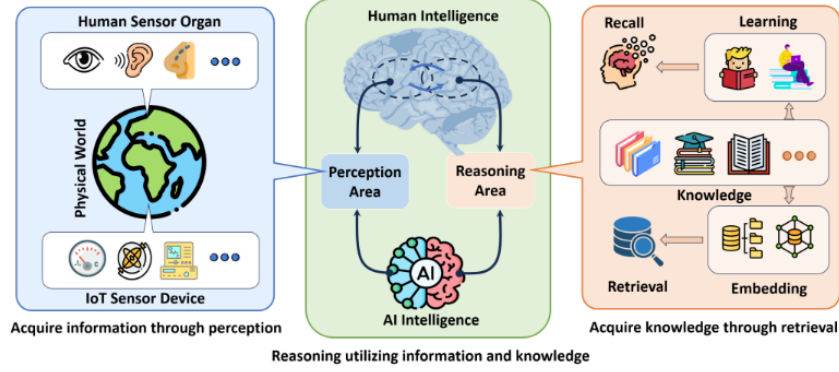 Human Sensor Organ
Physical World
IoT Sensor Device
Acquire information through perception
Human Intelligence
Perception
Area
Reasoning
Area
AI
AI Intelligence
Reasoning utilizing information and knowledge
Recall
Learning
Knowledge
Retrieval
Embedding
Acquire knowledge through retrieval